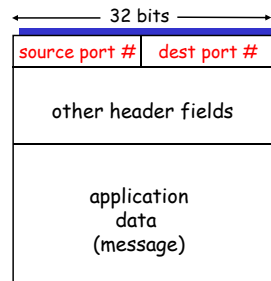 32 bits
source port # dest port #
other header fields
application
data
(message)